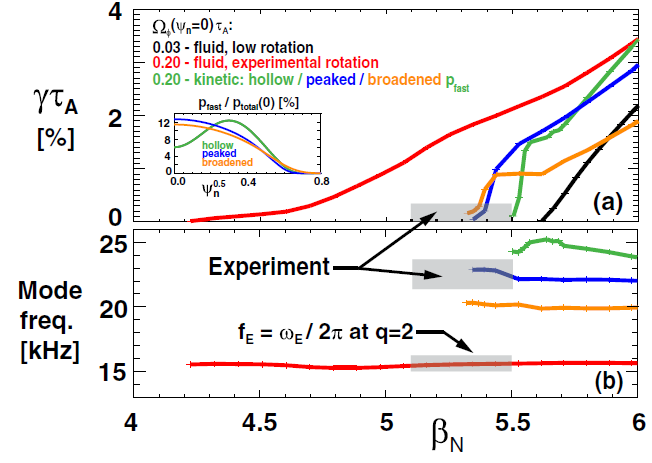 4
Ωϕ(ψn=0)τA:
0.03 - fluid, low rotation
0.20 - fluid, experimental rotation
0.20 - kinetic: hollow / peaked / broadened pfast
γτA
[%]
2
0
pfast / ptotal(0) [%]
12
8
4
0
hollow
peaked
broadened
0.0
0.4
0.8
ψn0.5
(a)
25
20
15
Mode
freq.
[kHz]
Experiment
fE = ωE / 2π at q=2
(b)
4
4.5
5
5.5
6
βN